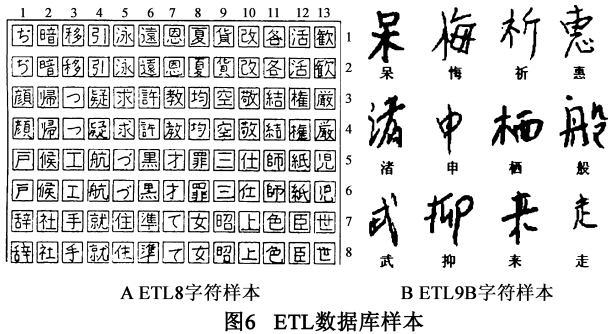 1 2 3 4 5 6 7 8 9 10 11 12 13
ぢ 暗 移 引 泳 遠 恩 夏 貨 改 各 活 歓 1
ぢ 暗 移 引 泳 遠 恩 夏 貨 改 各 活 歓 2
顔 帰 っ 疑 求 許 教 均 空 敬 結 権 厳 3
顔 帰 っ 疑 求 許 教 均 空 敬 結 権 厳 4
戸 候 工 航 づ 黒 才 罪 三 仕 師 紙 児 5
戸 候 工 航 づ 黒 才 罪 三 仕 師 紙 児 6
辞 社 手 就 住 準 て 女 昭 上 色 臣 世 7
辞 社 手 就 住 準 て 女 昭 上 色 臣 世 8
呆 悔 祈 惠
呆 悔 祈 惠
渚 申 栖 般
渚 申 栖 般
武 抑 来 走
武 抑 来 走
A ETL8字符样本
B ETL9B字符样本
图6 ETL数据库样本